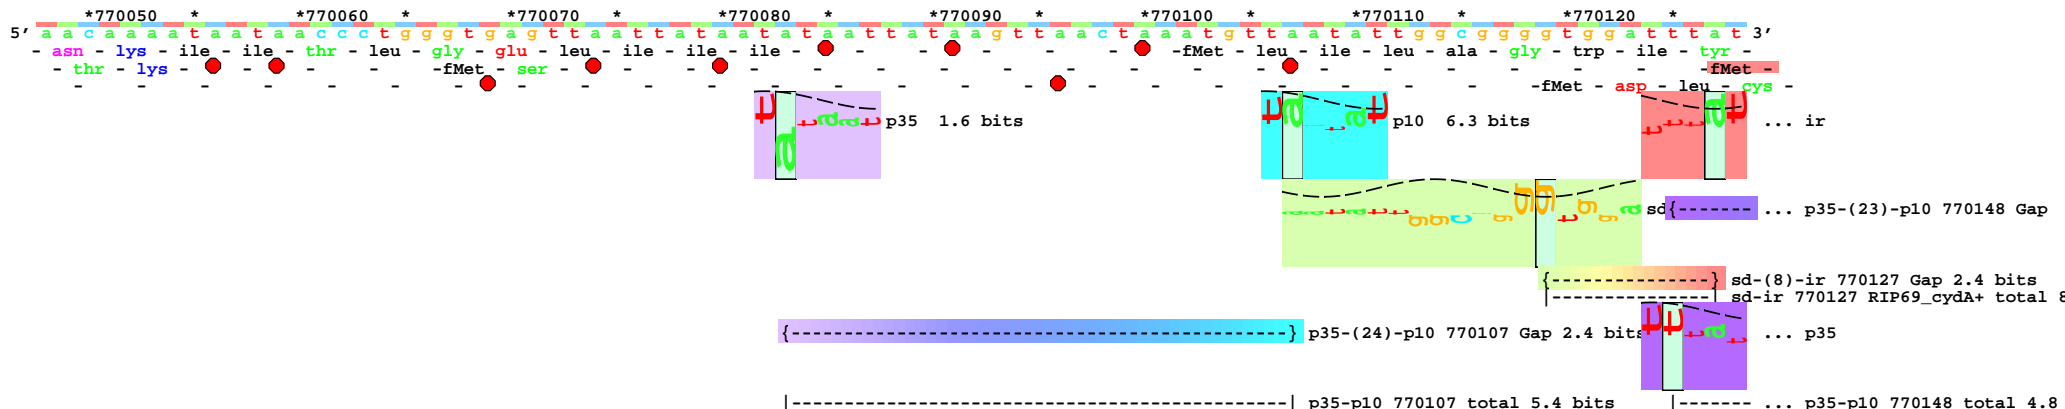 *770050 * *770060 * *770070 * *770080 * *770090 * *770100 * *770110 * *770120 *
5' a a c a a a a t a a t a a c c c t g g g t g a g t t a a t t a t a a t a t a a t t a t a a g t t a a c t a a a t g t t a a t a t t g g c g g g g t g g a t t t a t 3'
- asn - lys - ile - ile - thr - leu - gly - glu - leu - ile - ile - ile - - - - - -fMet - leu - ile - leu - ala - gly - trp - ile - tyr -
- thr - lys - - - - -fMet - ser - - - - - - - - - - - - - - - - - - -fMet -
- - - - - - - - - - - - - - - - - - - - - - - -fMet - asp - leu - cys -
p35 1.6 bits
p10 6.3 bits
... ir
sd{-------- ... p35-(23)-p10 770148 Gap
{----------------} sd-(8)-ir 770127 Gap 2.4 bits
|----------------| sd-ir 770127 RIP69_cydA+ total 8
{------------------------------------------------} p35-(24)-p10 770107 Gap 2.4 bits
... p35
|------------------------------------------------| p35-p10 770107 total 5.4 bits
|------- ... p35-p10 770148 total 4.8